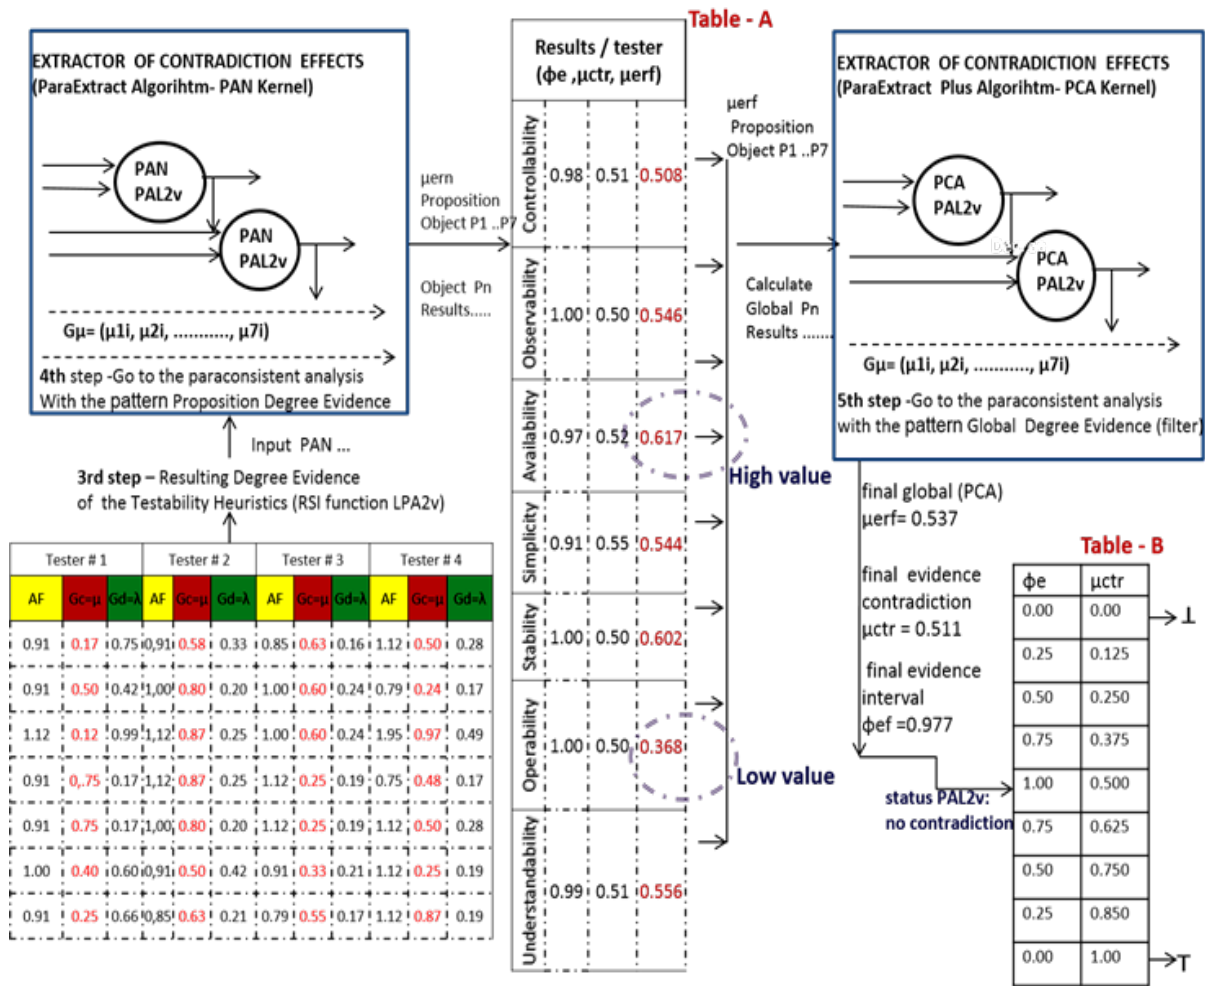 Table - A
EXTRACTOR OF CONTRADICTION EFFECTS
(ParaExtract Algorihtm- PAN Kernel)
PAN
PAL2v
PAN
PAL2v
Gμ= (μ1i, μ2i, ..........., μ7i)
4th step -Go to the paraconsistent analysis
With the pattern Proposition Degree Evidence
Input PAN ...
3rd step – Resulting Degree Evidence
of the Testability Heuristics (RSI function LPA2v)
μern
Proposition
Object P1 ..P7
Object Pn
Results.....
Tester # 1 Tester # 2 Tester # 3 Tester # 4
AF Gc=μ Gd=λ AF Gc=μ Gd=λ AF Gc=μ Gd=λ AF Gc=μ Gd=λ
0.91 0.17 0.75 0,91 0.58 0.33 0.85 0.63 0.16 1.12 0.50 0.28
0.91 0.50 0.42 1,00 0.80 0.20 1.00 0.60 0.24 0.79 0.24 0.17
1.12 0.12 0.99 1,12 0.87 0.25 1.00 0.60 0.24 1.95 0.97 0.49
0.91 0,.75 0.17 1,12 0.87 0.25 1.12 0.25 0.19 0.75 0.48 0.17
0.91 0.75 0.17 1,00 0.80 0.20 1.12 0.25 0.19 1.12 0.50 0.28
1.00 0.40 0.60 0,91 0.50 0.42 0.91 0.33 0.21 1.12 0.25 0.19
0.91 0.25 0.66 0,85 0.63 0.21 0.79 0.55 0.17 1.12 0.87 0.19
Results / tester
(ϕe ,μctr, μerf)
Controllability 0.98 0.51 0.508
Observability 1.00 0.50 0.546
Availability 0.97 0.52 0.617
Simplicity 0.91 0.55 0.544
Stability 1.00 0.50 0.602
Operability 1.00 0.50 0.368
Understandability 0.99 0.51 0.556
High value
Low value
μerf
Proposition
Object P1 ..P7
Calculate
Global Pn
Results .......
EXTRACTOR OF CONTRADICTION EFFECTS
(ParaExtract Plus Algorihtm- PCA Kernel)
PCA
PAL2v
PCA
PAL2v
Gμ= (μ1i, μ2i, ..........., μ7i)
5th step -Go to the paraconsistent analysis
with the pattern Global Degree Evidence (filter)
final global (PCA)
μerf= 0.537
final evidence
contradiction
μctr = 0.511
final evidence
interval
ϕef =0.977
status PAL2v:
no contradiction
Table - B
ϕe μctr
0.00 0.00 ⊥
0.25 0.125
0.50 0.250
0.75 0.375
1.00 0.500
0.75 0.625
0.50 0.750
0.25 0.850
0.00 1.00 T